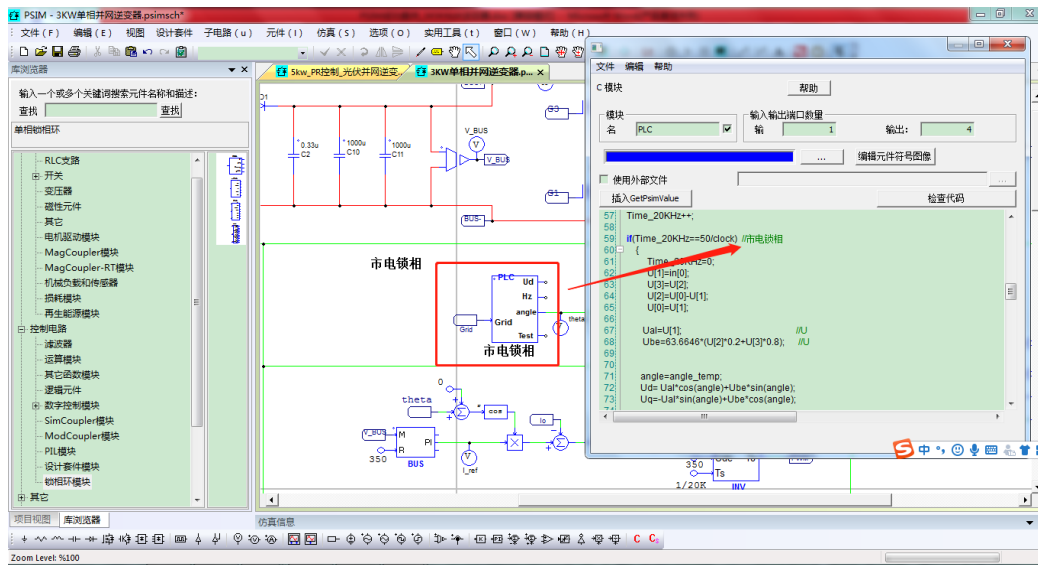 PSIM - 3KW单相并网逆变器.psimsch*
文件(F) 编辑(E) 视图 设计套件 子电路(u) 元件(I) 仿真(S) 选项(O) 实用工具(t) 窗口(W) 帮助(H)
库浏览器
5kw_PR控制_光伏并网逆变...
3KW单相并网逆变器.p...
输入一个或多个关键词搜索元件名称和描述:
查找 查找
单相锁相环
RLC支路
开关
变压器
磁性元件
其它
电机驱动模块
MagCoupler模块
MagCoupler-RT模块
机械负载和传感器
损耗模块
再生能源模块
控制电路
滤波器
运算模块
其它函数模块
逻辑元件
数字控制模块
SimCoupler模块
ModCoupler模块
PIL模块
设计套件模块
锁相环模块
其它
项目视图 库浏览器
D1
0.33u
C2
1000u
C10
1000u
C11
V_BUS
V
V_BUS
G3
G1
BUS-
市电锁相
PLC
Ud
Hz
angle
Grid
Grid
Test
theta
V
市电锁相
0
theta
cos
Io
V_BUS
M
R
PI
350
BUS
V
I_ref
350
Ts
1/20K
INV
文件 编辑 帮助
C 模块
帮助
模块
名 PLC
输入输出端口数量
输 1 输出: 4
... 编辑元件符号图像
使用外部文件
...
插入GetPsimValue
检查代码
57 Time_20KHz++;
58
59 if(Time_20KHz==50/clock) //市电锁相
60 {
61 Time_20KHz=0;
62 U[1]=in[0];
63 U[3]=U[2];
64 U[2]=U[0]-U[1];
65 U[0]=U[1];
66
67 Ual=U[1]; //U
68 Ube=63.6646*(U[2]*0.2+U[3]*0.8); //U
69
70
71 angle=angle_temp;
72 Ud= Ual*cos(angle)+Ube*sin(angle);
73 Uq=-Ual*sin(angle)+Ube*cos(angle);
74
中
仿真信息
C C
Zoom Level: %100